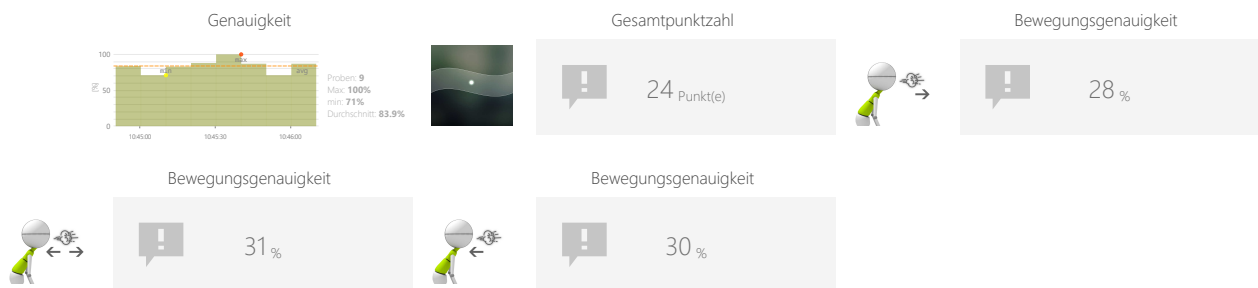 Genauigkeit
Gesamtpunktzahl
Bewegungsgenauigkeit
100
50
0
[%]
min
max
avg
10:45:00
10:45:30
10:46:00
Proben: 9
Max: 100%
min: 71%
Durchschnitt: 83.9%
24 Punkt(e)
28 %
Bewegungsgenauigkeit
Bewegungsgenauigkeit
31 %
30 %